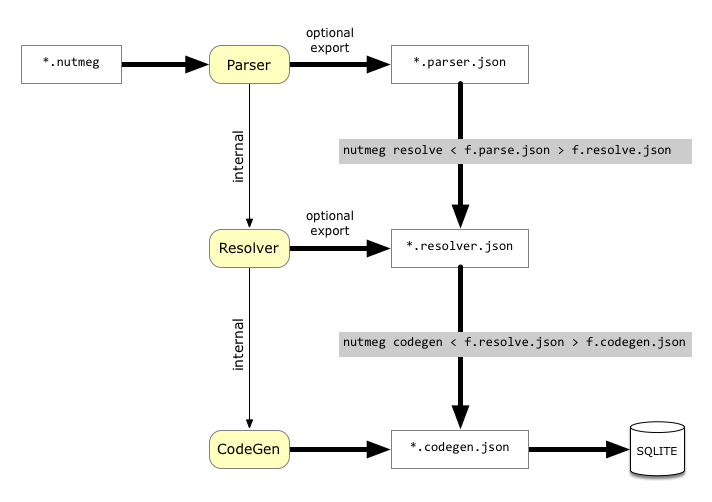 optional
export
*.nutmeg
Parser
*.parser.json
internal
nutmeg resolve < f.parse.json > f.resolve.json
optional
export
Resolver
*.resolver.json
internal
nutmeg codegen < f.resolve.json > f.codegen.json
CodeGen
*.codegen.json
SQLITE